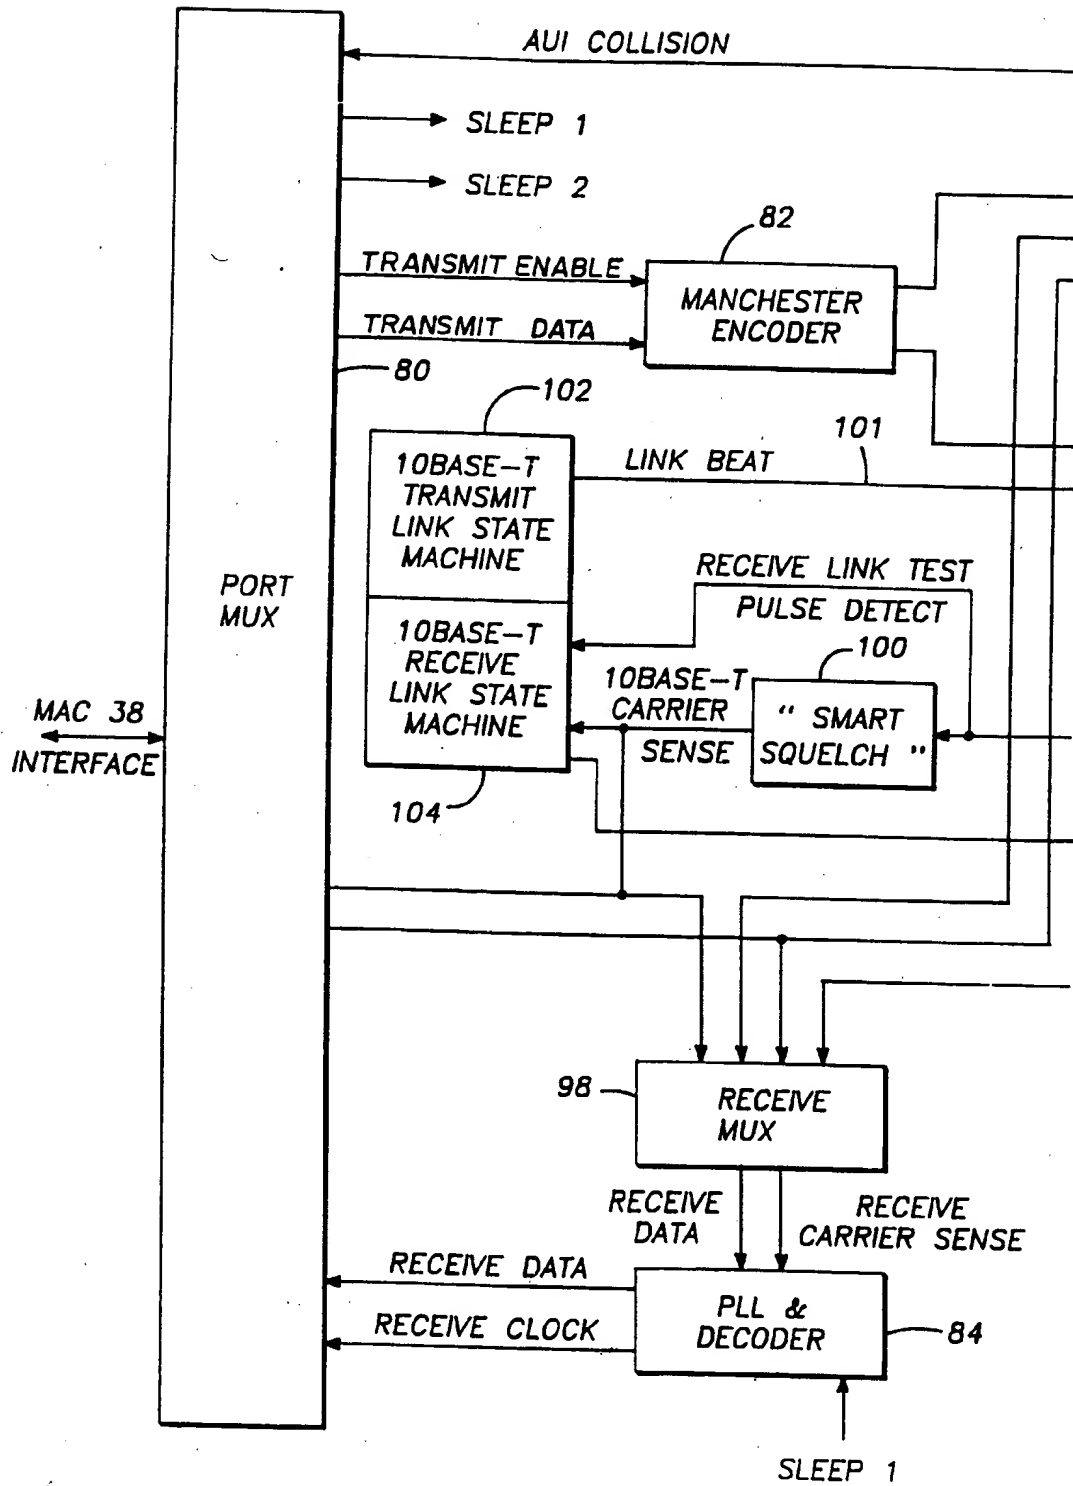 AUI COLLISION
SLEEP 1
SLEEP 2
82
TRANSMIT ENABLE
MANCHESTER
ENCODER
TRANSMIT DATA
80
102
101
10BASE-T
TRANSMIT
LINK STATE
MACHINE
LINK BEAT
RECEIVE LINK TEST
PULSE DETECT
PORT
MUX
10BASE-T
RECEIVE
LINK STATE
MACHINE
100
10BASE-T
CARRIER
SENSE
" SMART
SQUELCH "
MAC 38
INTERFACE
104
98
RECEIVE
MUX
RECEIVE
DATA
RECEIVE
CARRIER SENSE
RECEIVE DATA
RECEIVE CLOCK
PLL &
DECODER
84
SLEEP 1